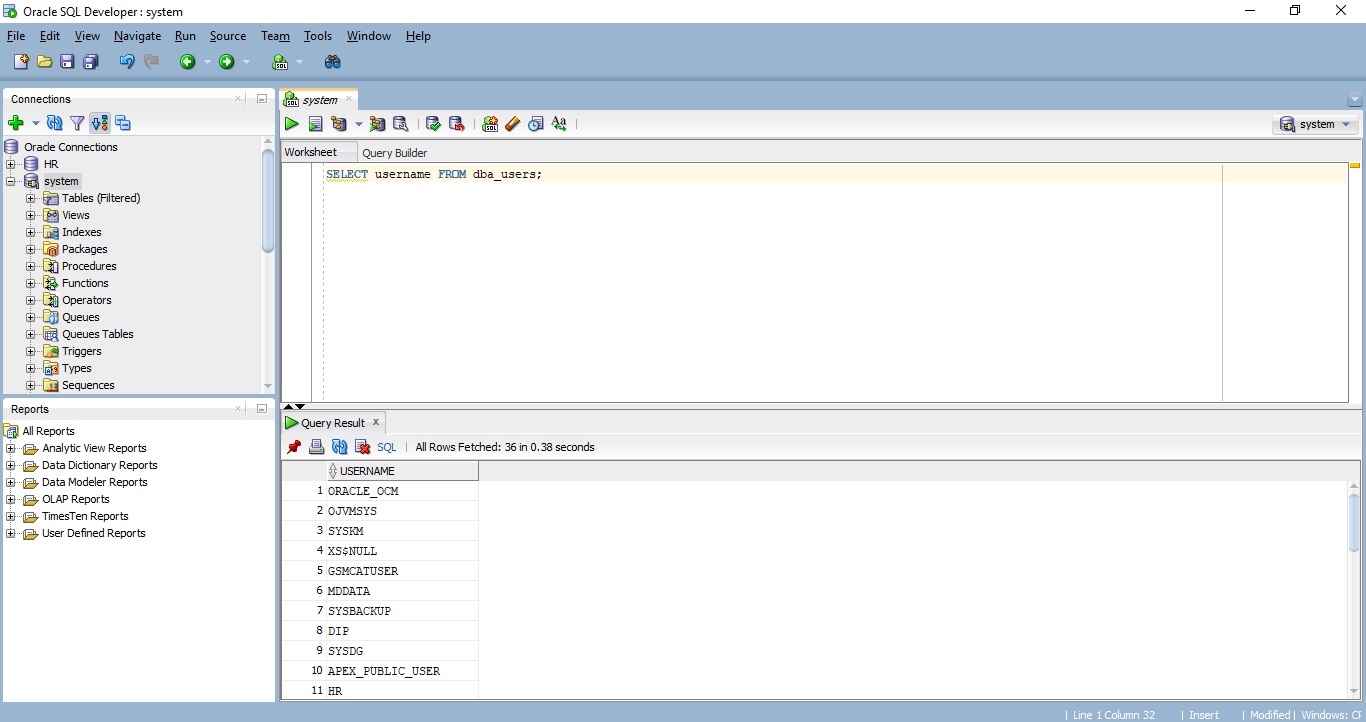 Oracle SQL Developer : system
File Edit View Navigate Run Source Team Tools Window Help
Connections
Oracle Connections
HR
system
Tables (Filtered)
Views
Indexes
Packages
Procedures
Functions
Operators
Queues
Queues Tables
Triggers
Types
Sequences
Reports
All Reports
Analytic View Reports
Data Dictionary Reports
Data Modeler Reports
OLAP Reports
TimesTen Reports
User Defined Reports
system
system
Worksheet Query Builder
SELECT username FROM dba_users;
Query Result
SQL | All Rows Fetched: 36 in 0.38 seconds
USERNAME
1 ORACLE_OCM
2 OJVMSYS
3 SYSKM
4 XS$NULL
5 GSMCATUSER
6 MDDATA
7 SYSBACKUP
8 DIP
9 SYSDG
10 APEX_PUBLIC_USER
11 HR
| Line 1 Column 32 | Insert | Modified | Windows: CF